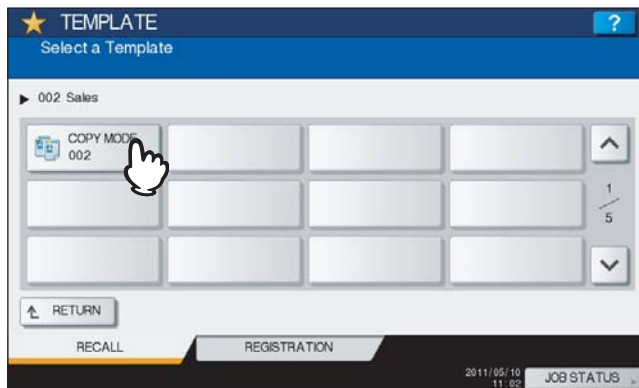 TEMPLATE
?
Select a Template
002 Sales
COPY MODE
002
1
5
RETURN
RECALL
REGISTRATION
2011/05/10
11:02
JOB STATUS